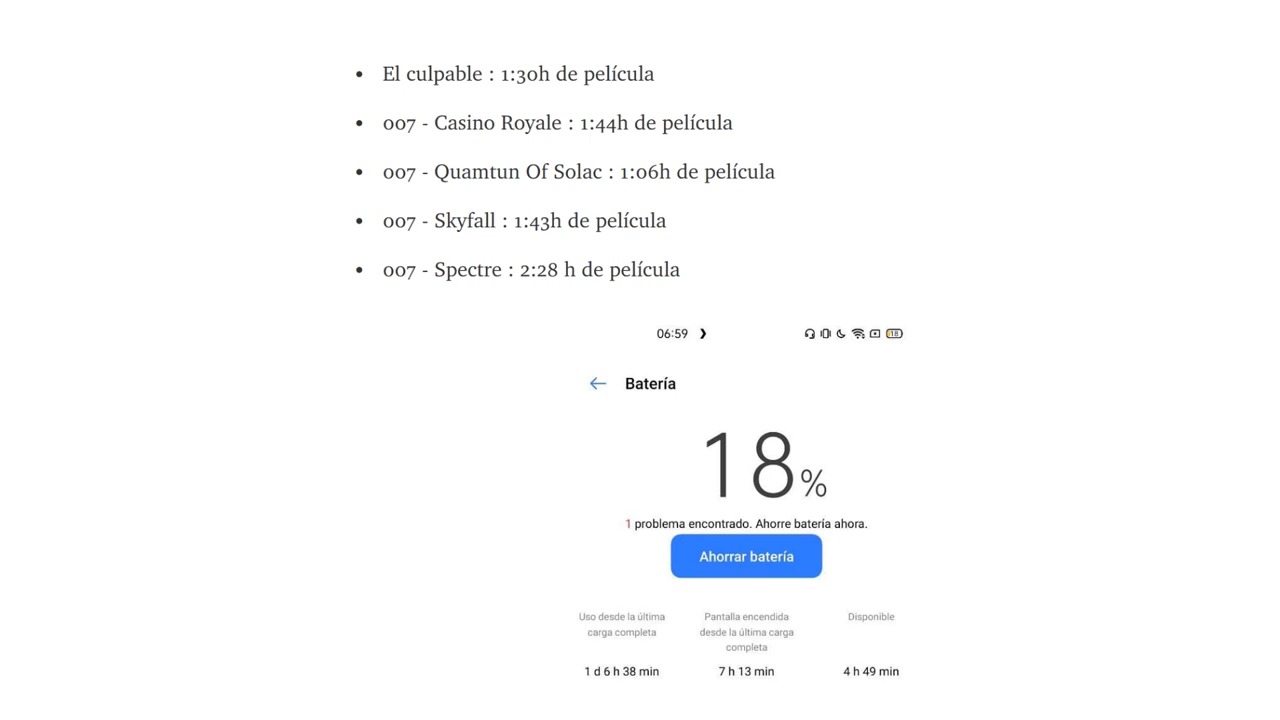 • El culpable : 1:30h de película
• 007 - Casino Royale : 1:44h de película
• 007 - Quamtun Of Solac : 1:06h de película
• 007 - Skyfall : 1:43h de película
• 007 - Spectre : 2:28 h de película
06:59
18
Batería
18%
1 problema encontrado. Ahorre batería ahora.
Ahorrar batería
Uso desde la última
carga completa
1 d 6 h 38 min
Pantalla encendida
desde la última carga
completa
7 h 13 min
Disponible
4 h 49 min